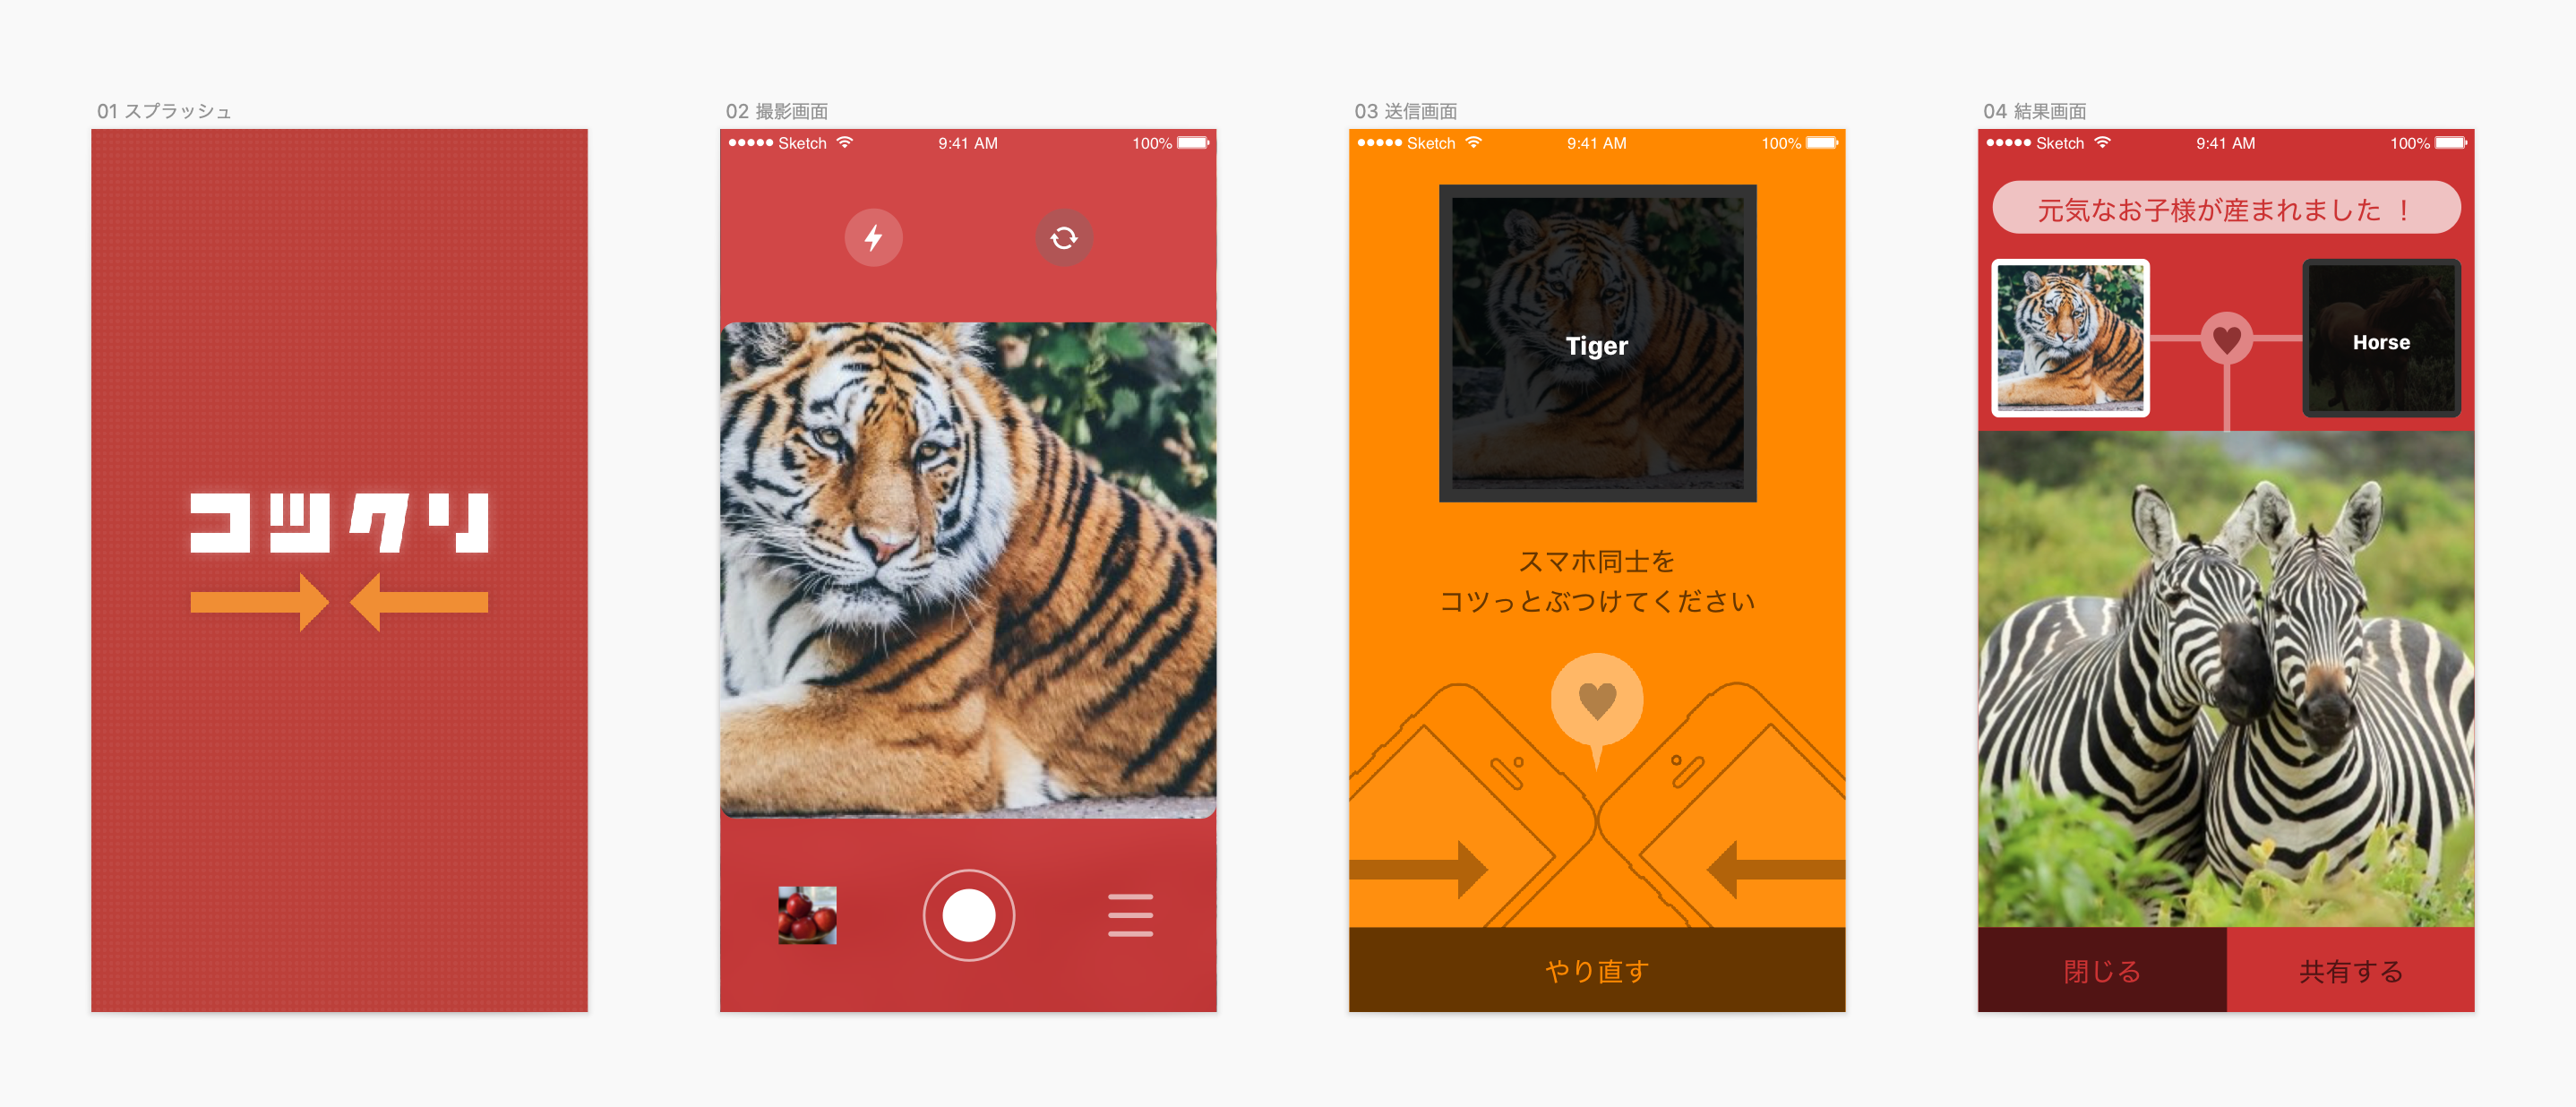 01 スプラッシュ
コツクリ
02 撮影画面
Sketch 9:41 AM 100%
03 送信画面
Sketch 9:41 AM 100%
Tiger
スマホ同士を
コツっとぶつけてください
やり直す
04 結果画面
Sketch 9:41 AM 100%
元気なお子様が産まれました ！
Horse
閉じる
共有する